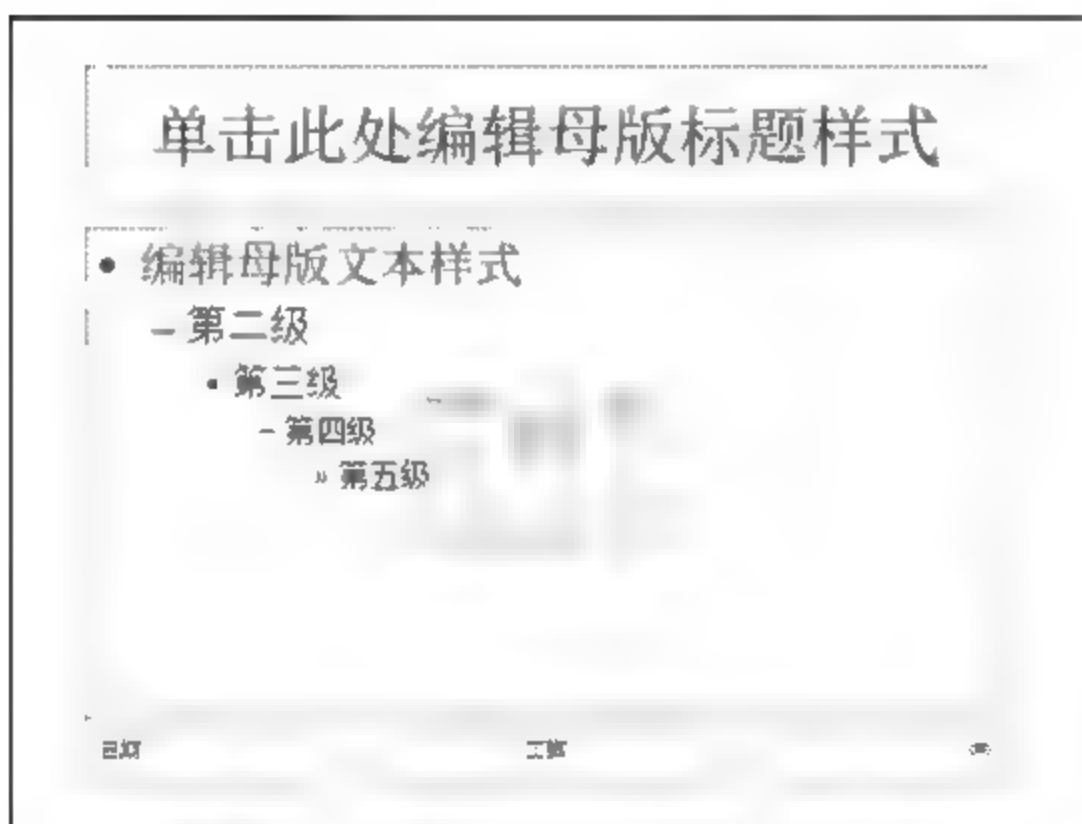 单击此处编辑母版标题样式
• 编辑母版文本样式
– 第二级
• 第三级
– 第四级
» 第五级